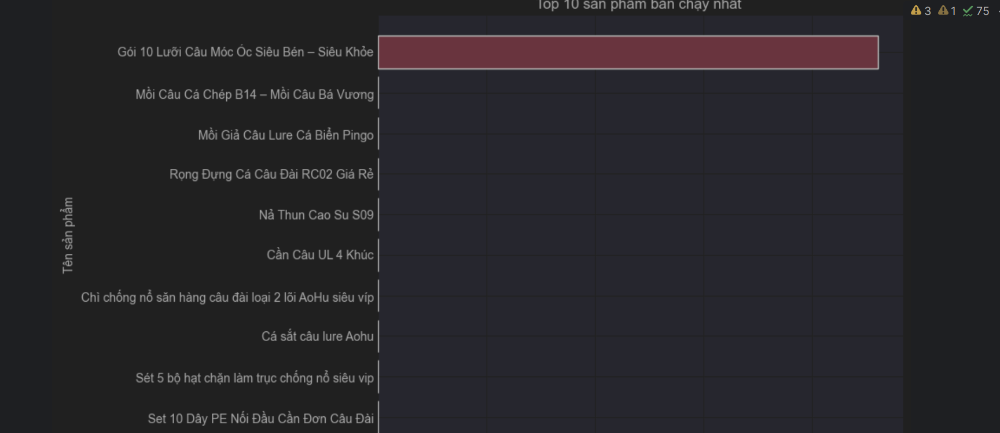 Top 10 sản phẩm bán chạy nhất
3 1 75
Gói 10 Lưỡi Câu Móc Óc Siêu Bén – Siêu Khỏe
Mồi Câu Cá Chép B14 – Mồi Câu Bá Vương
Mồi Giả Câu Lure Cá Biển Pingo
Rọng Đựng Cá Câu Đài RC02 Giá Rẻ
Nả Thun Cao Su S09
Cần Câu UL 4 Khúc
Chì chống nổ săn hàng câu đài loại 2 lõi AoHu siêu víp
Cá sắt câu lure Aohu
Sét 5 bộ hạt chặn làm trục chống nổ siêu vip
Set 10 Dây PE Nối Đầu Cần Đơn Câu Đài
Tên sản phẩm